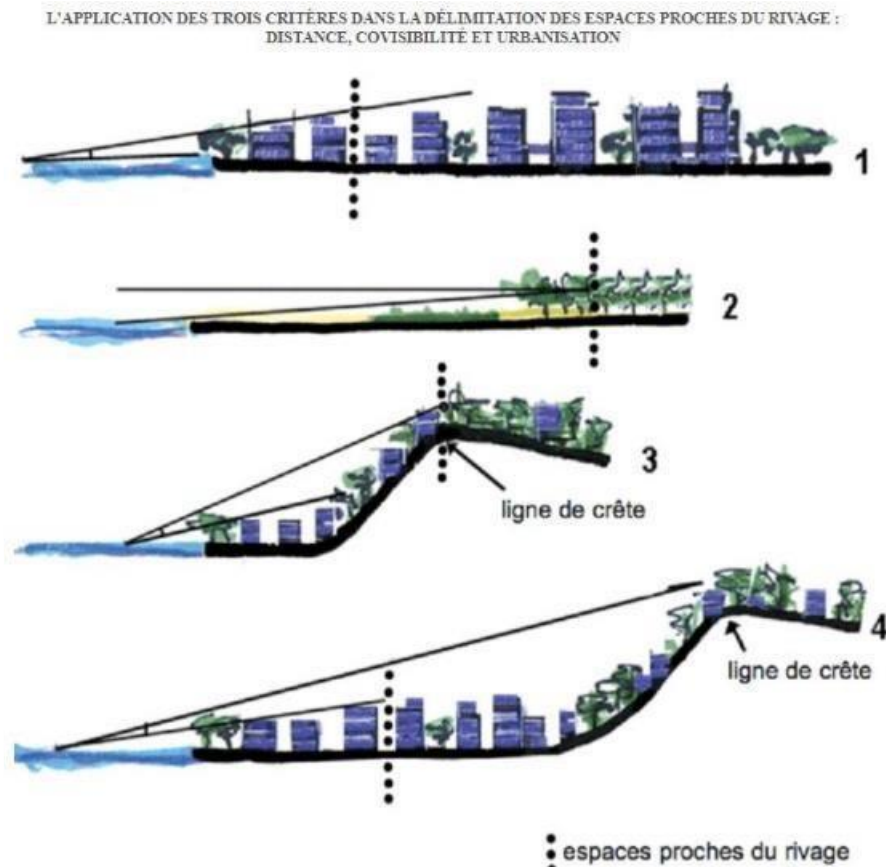 L'APPLICATION DES TROIS CRITÈRES DANS LA DÉLIMITATION DES ESPACES PROCHES DU RIVAGE :
DISTANCE, COVISIBILITÉ ET URBANISATION
1
2
3
ligne de crête
4
ligne de crête
espaces proches du rivage